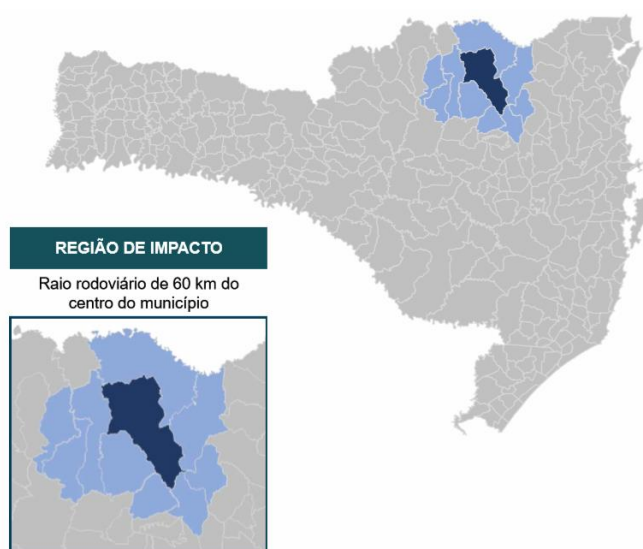 REGIÃO DE IMPACTO
Raio rodoviário de 60 km do
centro do município